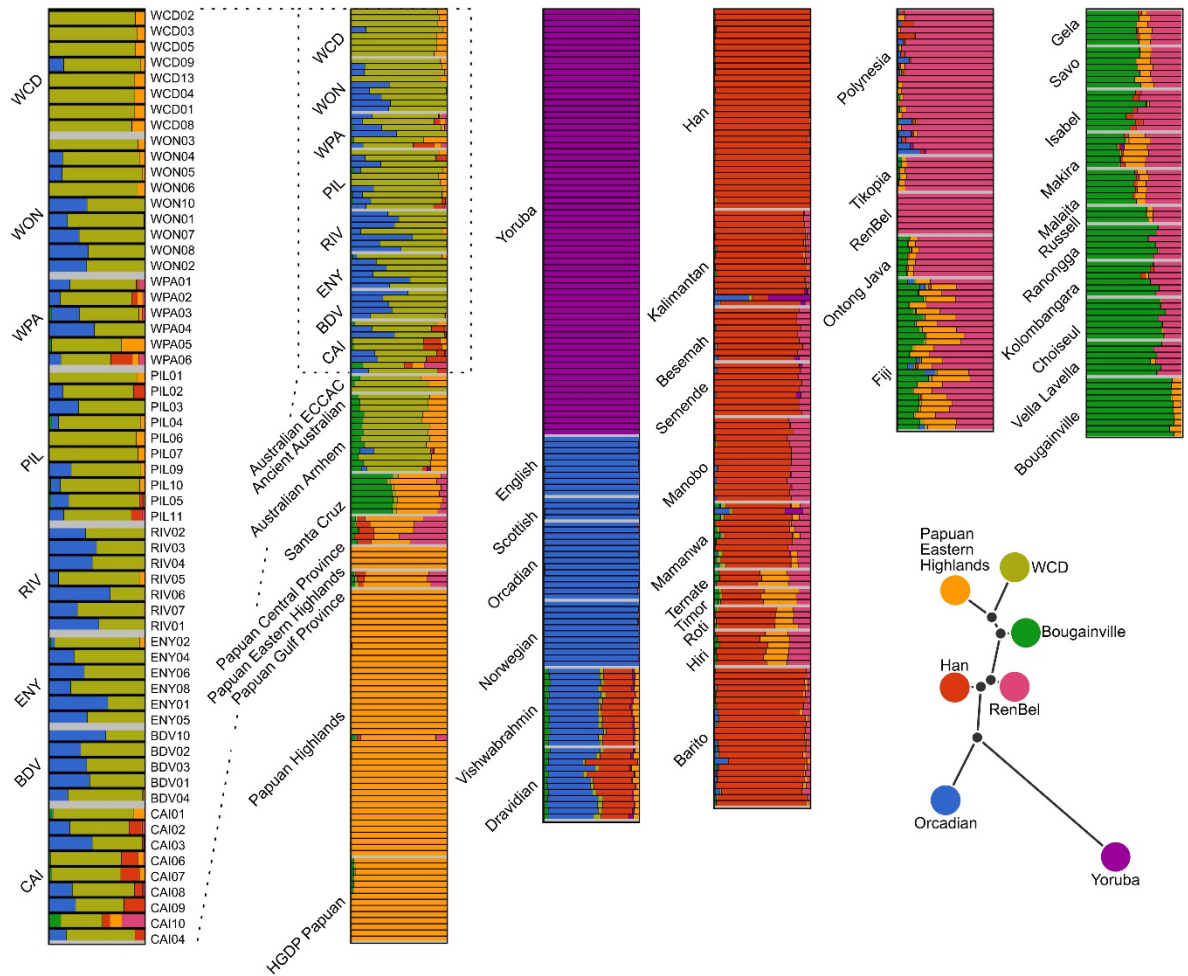 WCD
WON
WPA
PIL
RIV
ENY
BDV
CAI
WCD02
WCD03
WCD05
WCD09
WCD13
WCD04
WCD01
WCD08
WON03
WON04
WON05
WON06
WON10
WON01
WON07
WON08
WON02
WPA01
WPA02
WPA03
WPA04
WPA05
WPA06
PIL01
PIL02
PIL03
PIL04
PIL06
PIL07
PIL09
PIL10
PIL05
PIL11
RIV02
RIV03
RIV04
RIV05
RIV06
RIV07
RIV01
ENY02
ENY04
ENY06
ENY08
ENY01
ENY05
BDV10
BDV02
BDV03
BDV01
BDV04
CAI01
CAI02
CAI03
CAI06
CAI07
CAI08
CAI09
CAI10
CAI04
WCD
WON
WPA
PIL
RIV
ENY
BDV
CAI
Australian ECCAC
Ancient Australian
Australian Arnhem
Santa Cruz
Papuan Central Province
Papuan Eastern Highlands
Papuan Gulf Province
Papuan Highlands
HGDP Papuan
Yoruba
English
Scottish
Orcadian
Norwegian
Vishwabrahmin
Dravidian
Han
Kalimantan
Besemah
Semende
Manobo
Mamanwa
Ternate
Timor
Roti
Hiri
Barito
Polynesia
Tikopia
RenBel
Ontong Java
Fiji
Gela
Savo
Isabel
Makira
Malaita
Russell
Ranongga
Kolombangara
Choiseul
Vella Lavella
Bougainville
Papuan
Eastern
Highlands
WCD
Bougainville
Han
RenBel
Orcadian
Yoruba